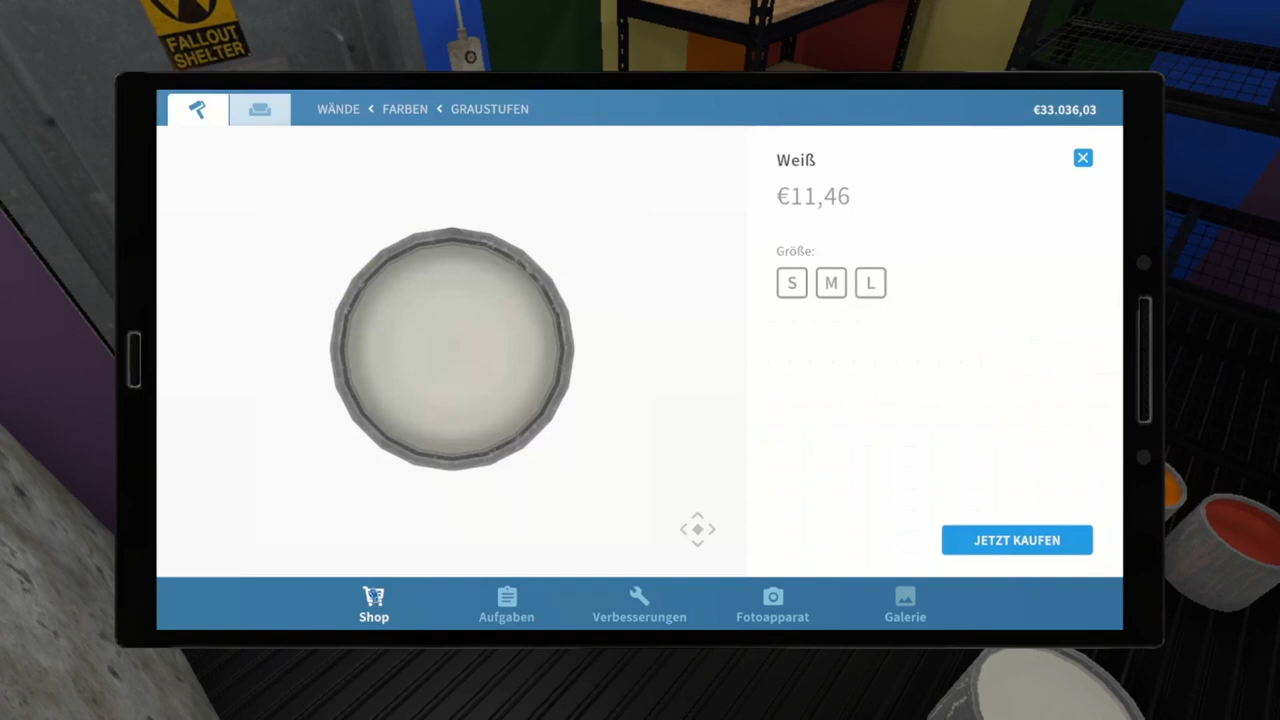 FALLOUT
SHELTER
WÄNDE < FARBEN < GRAUSTUFEN
€33.036,03
Weiß
€11,46
Größe:
S M L
JETZT KAUFEN
Shop
Aufgaben
Verbesserungen
Fotoapparat
Galerie